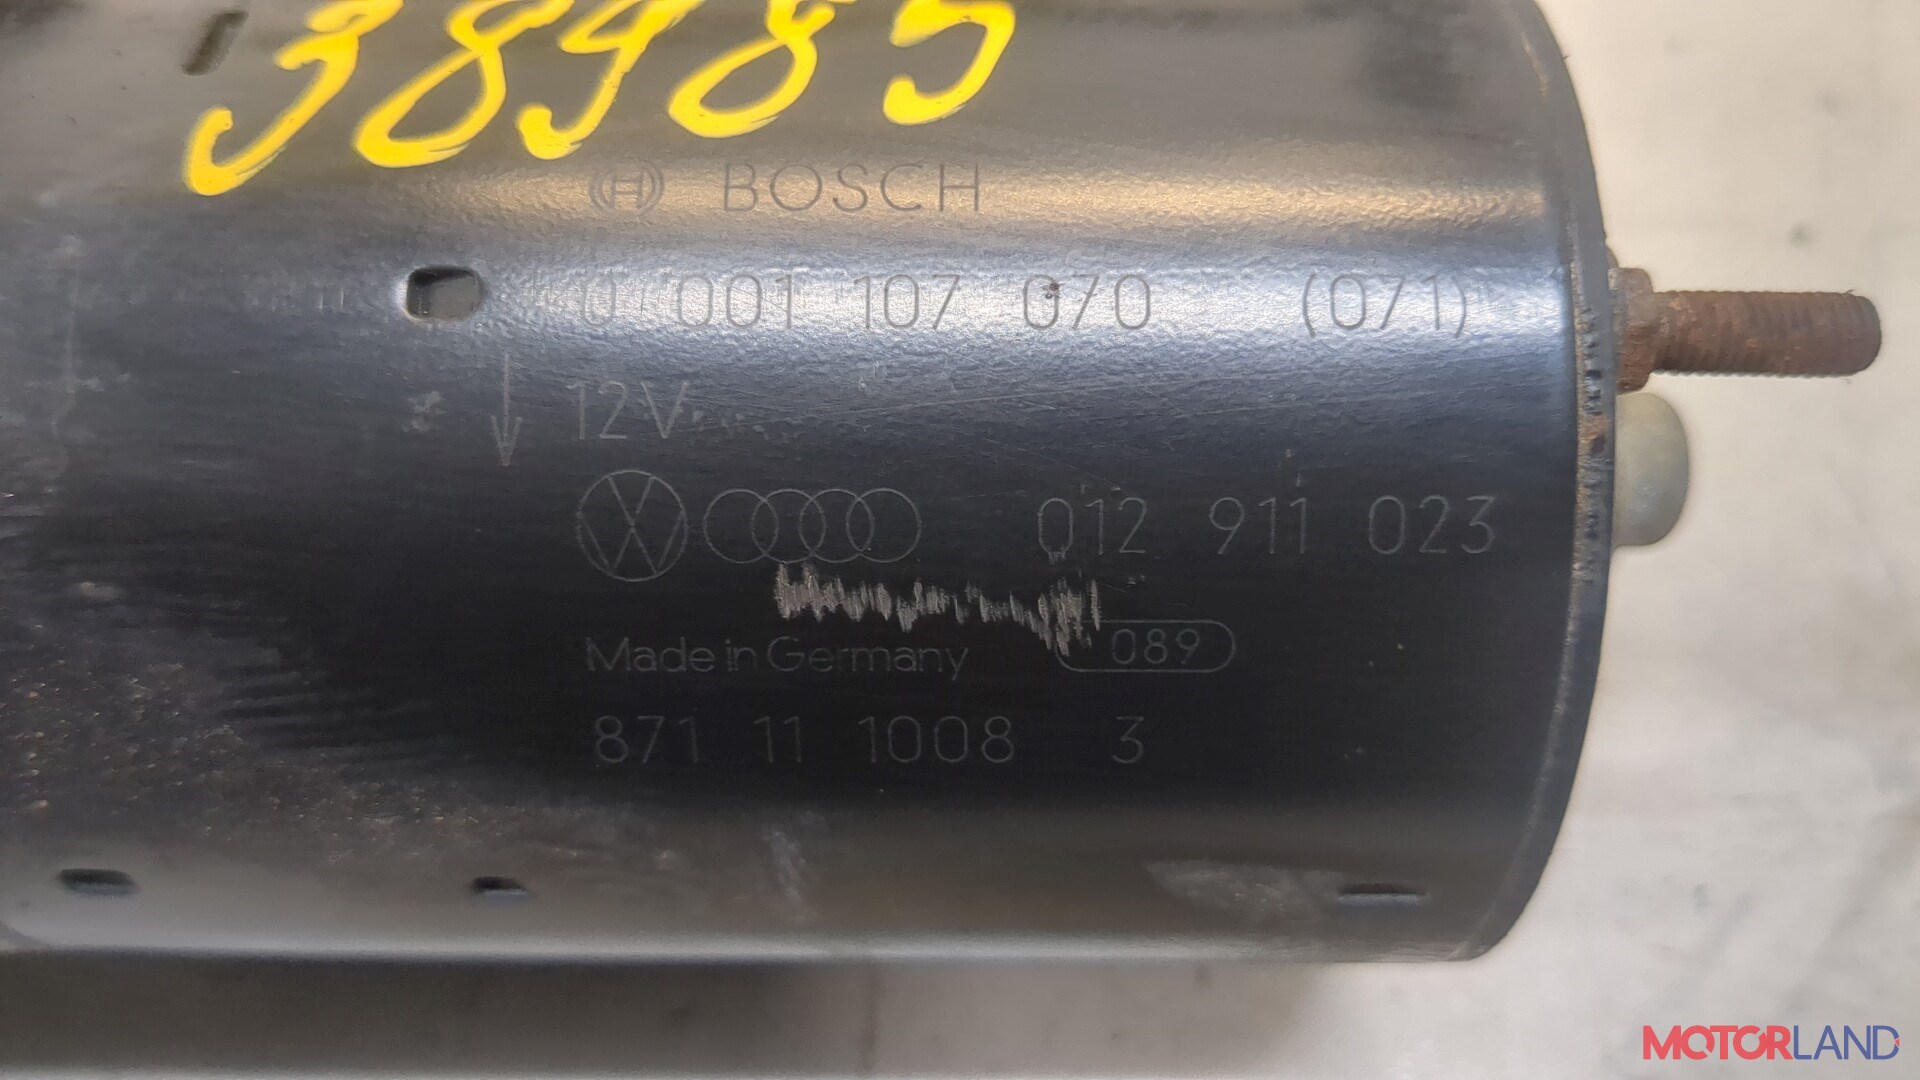 38985
BOSCH
0 001 107 070 (071)
12V
012 911 023
Made in Germany 089
871 11 1008 3
MOTORLAND